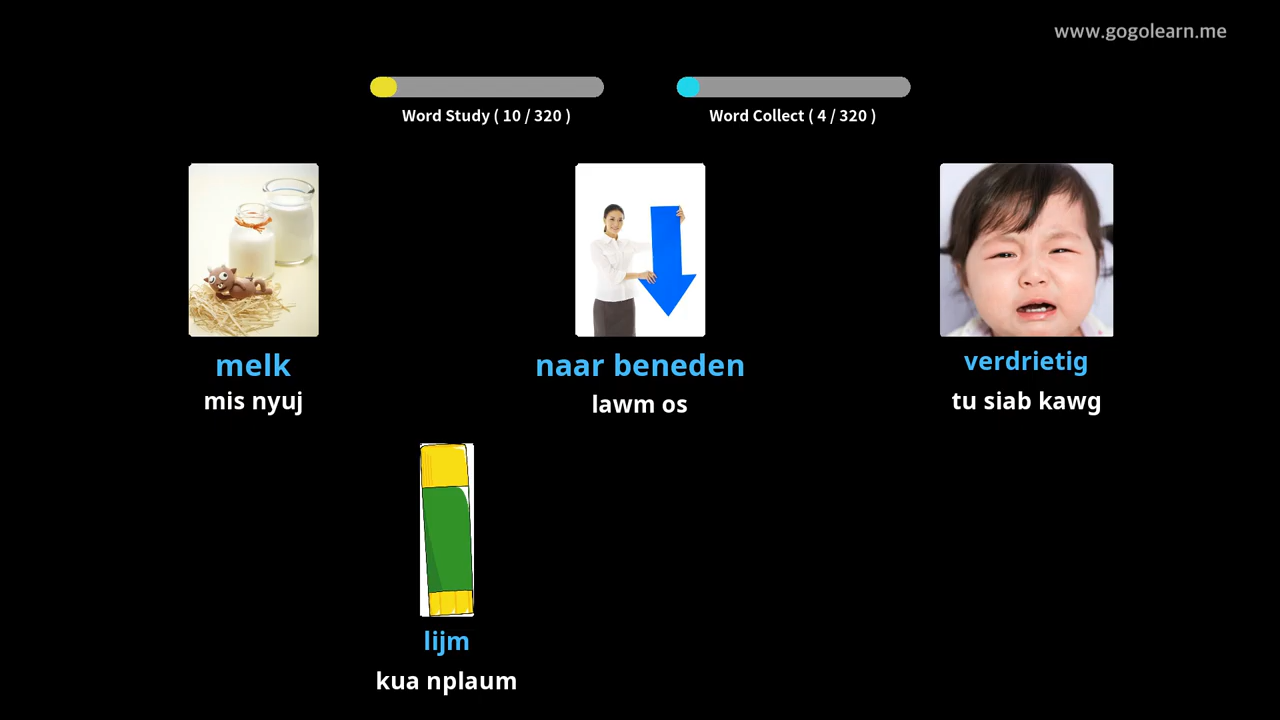 www.gogolearn.me
Word Study ( 10 / 320 )
Word Collect ( 4 / 320 )
melk
mis nyuj
naar beneden
lawm os
verdrietig
tu siab kawg
lijm
kua nplaum